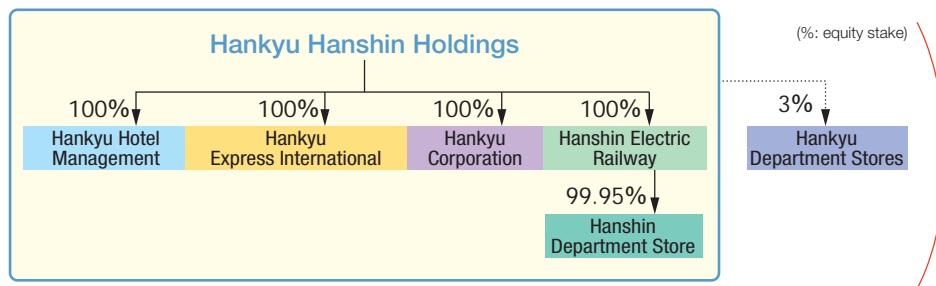 Hankyu Hanshin Holdings
(%: equity stake)
100%
100%
100%
100%
3%
Hankyu Hotel
Management
Hankyu
Express International
Hankyu
Corporation
Hanshin Electric
Railway
Hankyu
Department Stores
99.95%
Hanshin
Department Store